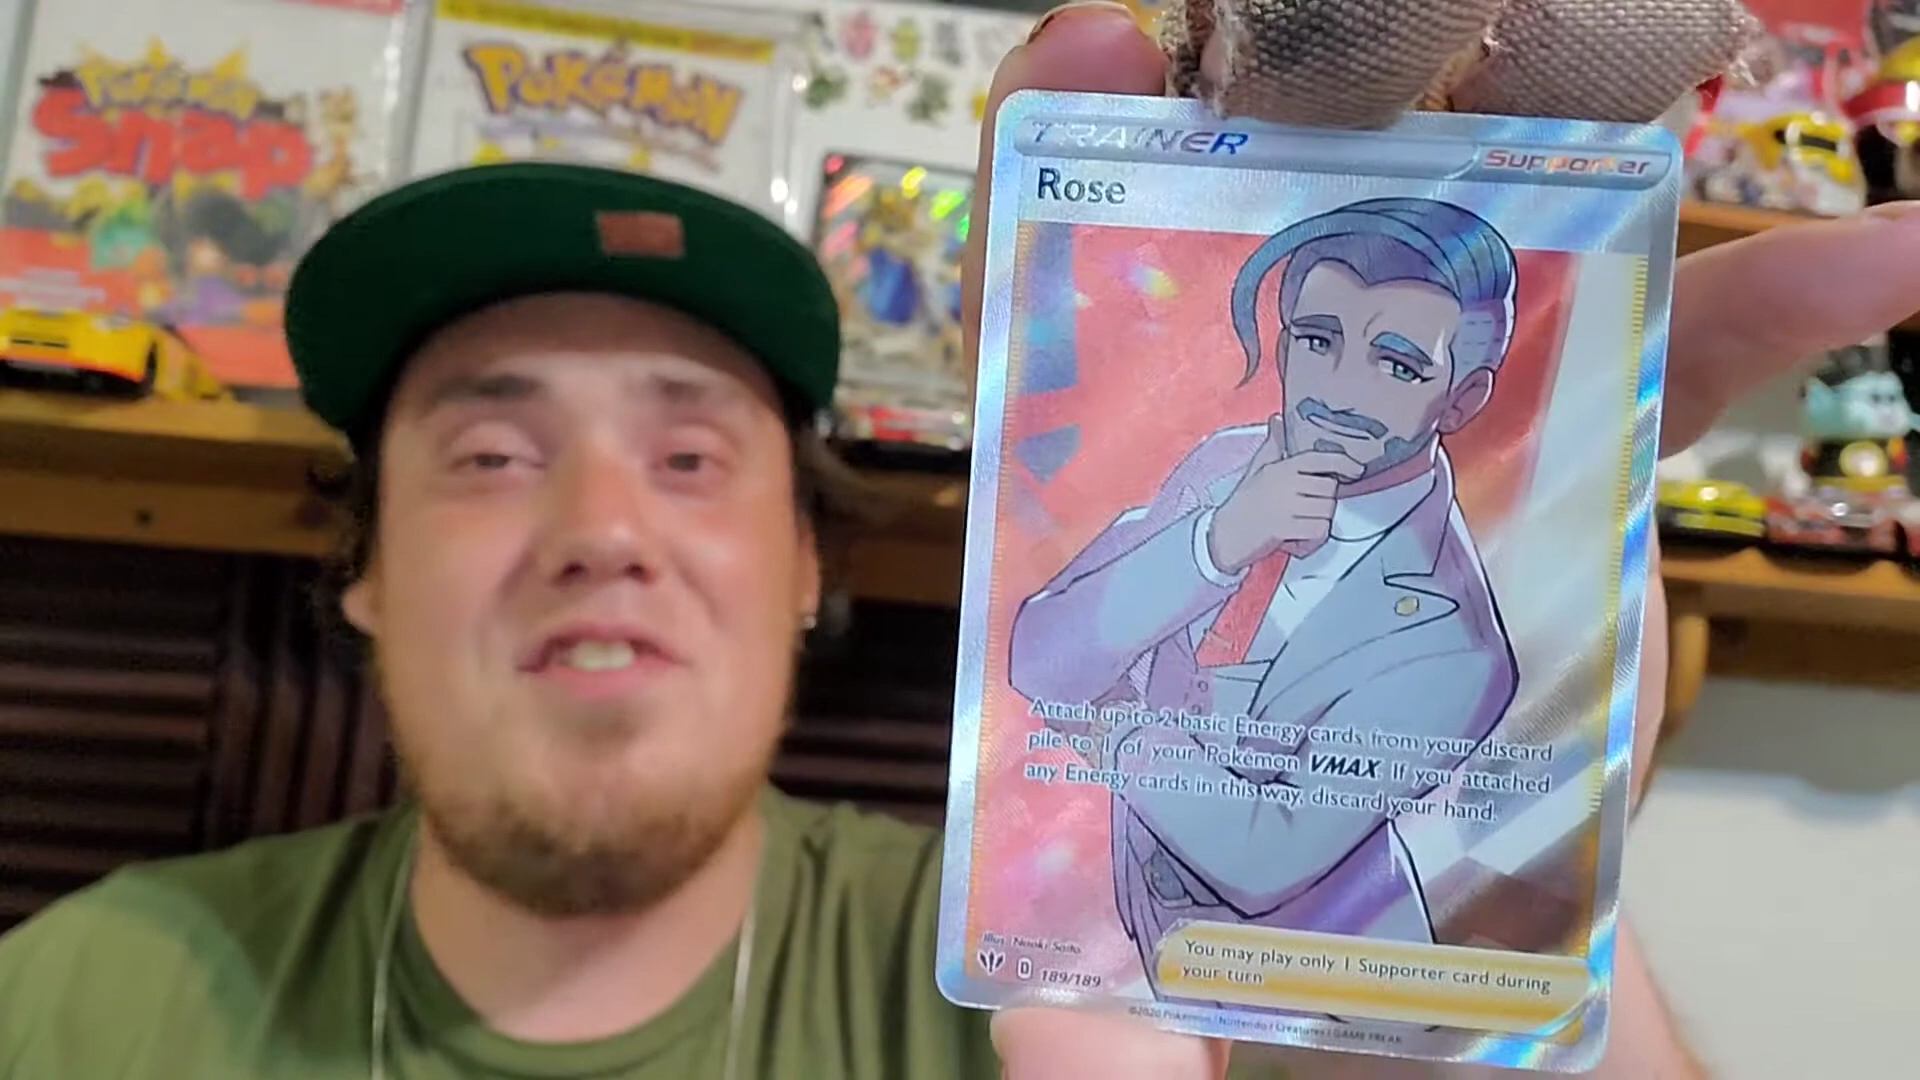 Pokémon
Snap
Pokémon
TRAINER
Supporter
Rose
Attach up to 2 basic Energy cards from your discard
pile to 1 of your Pokémon VMAX. If you attached
any Energy cards in this way, discard your hand.
Illus. Naoki Saito
D 189/189
You may play only 1 Supporter card during
your turn
©2020 Pokémon / Nintendo / Creatures / GAME FREAK